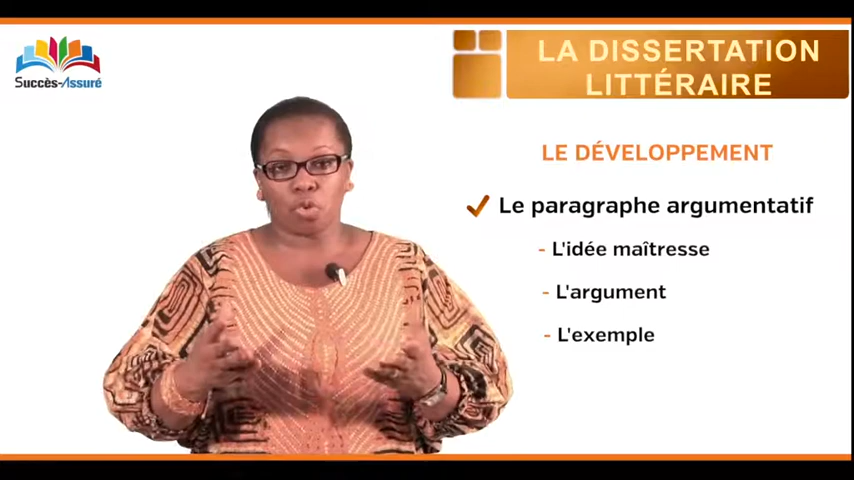 Succès-Assuré
LA DISSERTATION
LITTÉRAIRE
LE DÉVELOPPEMENT
Le paragraphe argumentatif
- L'idée maîtresse
- L'argument
- L'exemple